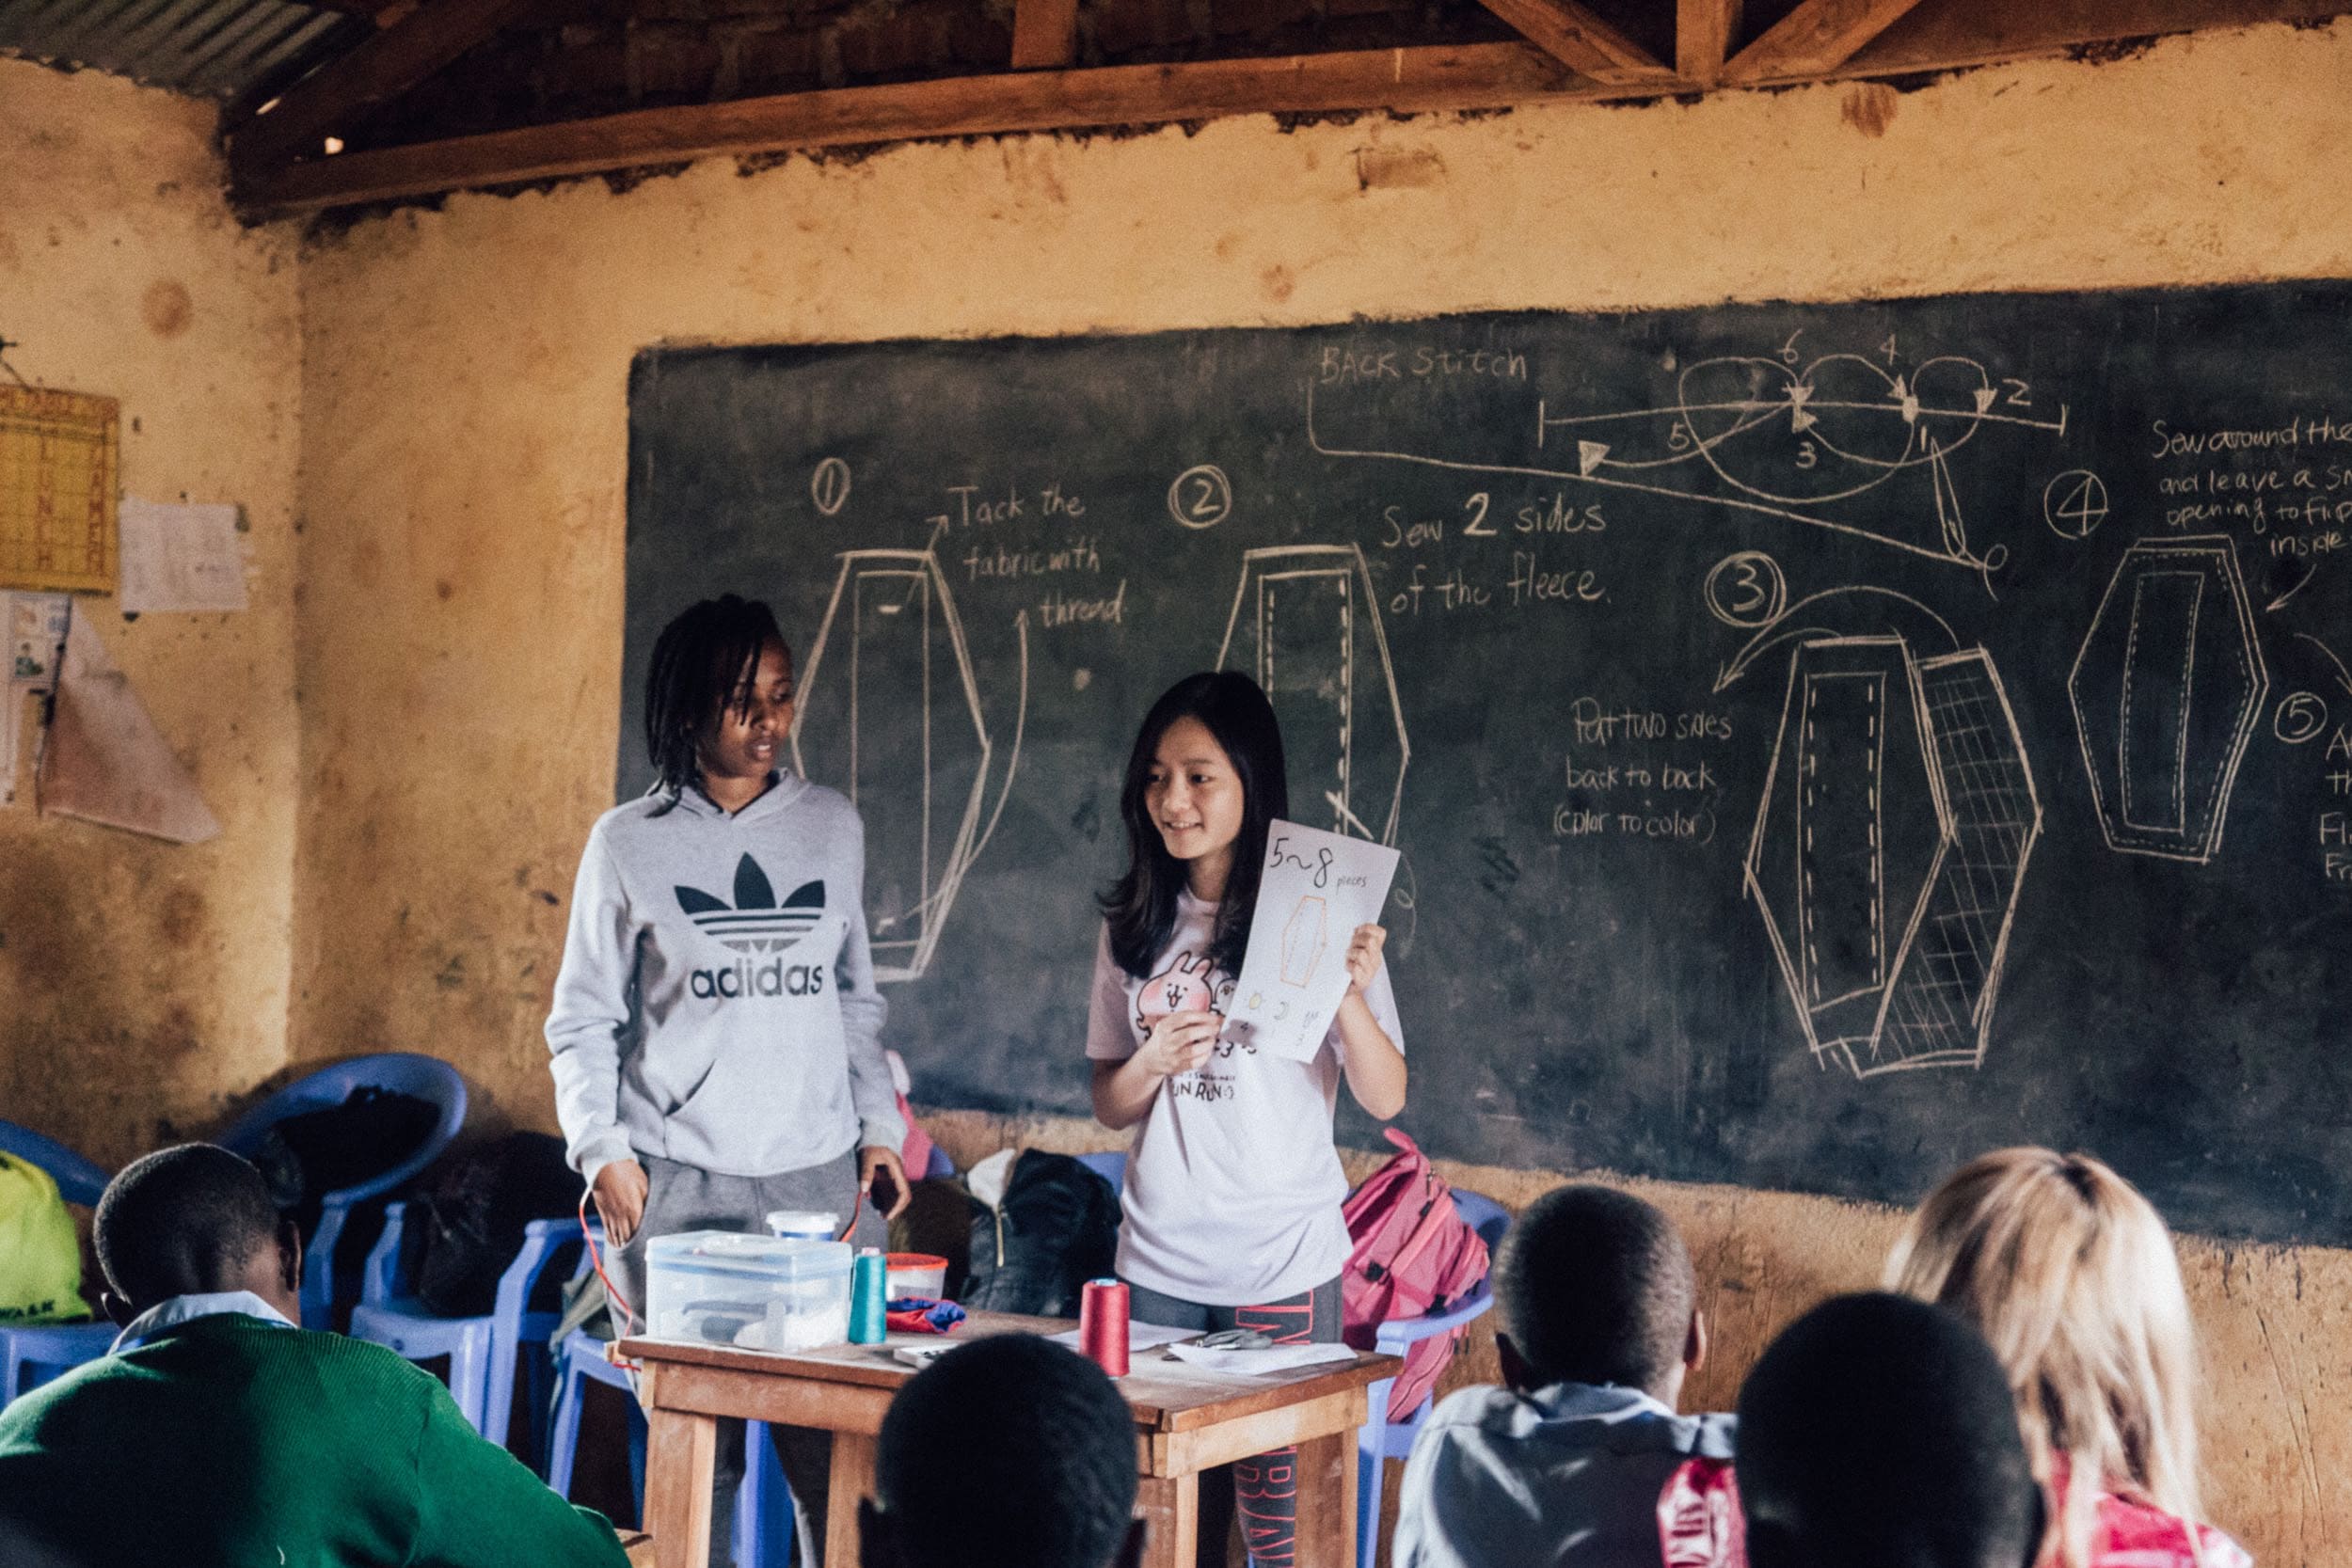 BACK Stitch
6
4
2
5
3
1
①
Tack the
fabric with
thread.
②
Sew 2 sides
of the fleece.
③
Put two sides
back to back
(color to color)
④
Sew around the
and leave a
opening to flip
inside
⑤
adidas
5~8
pieces
LUNCH